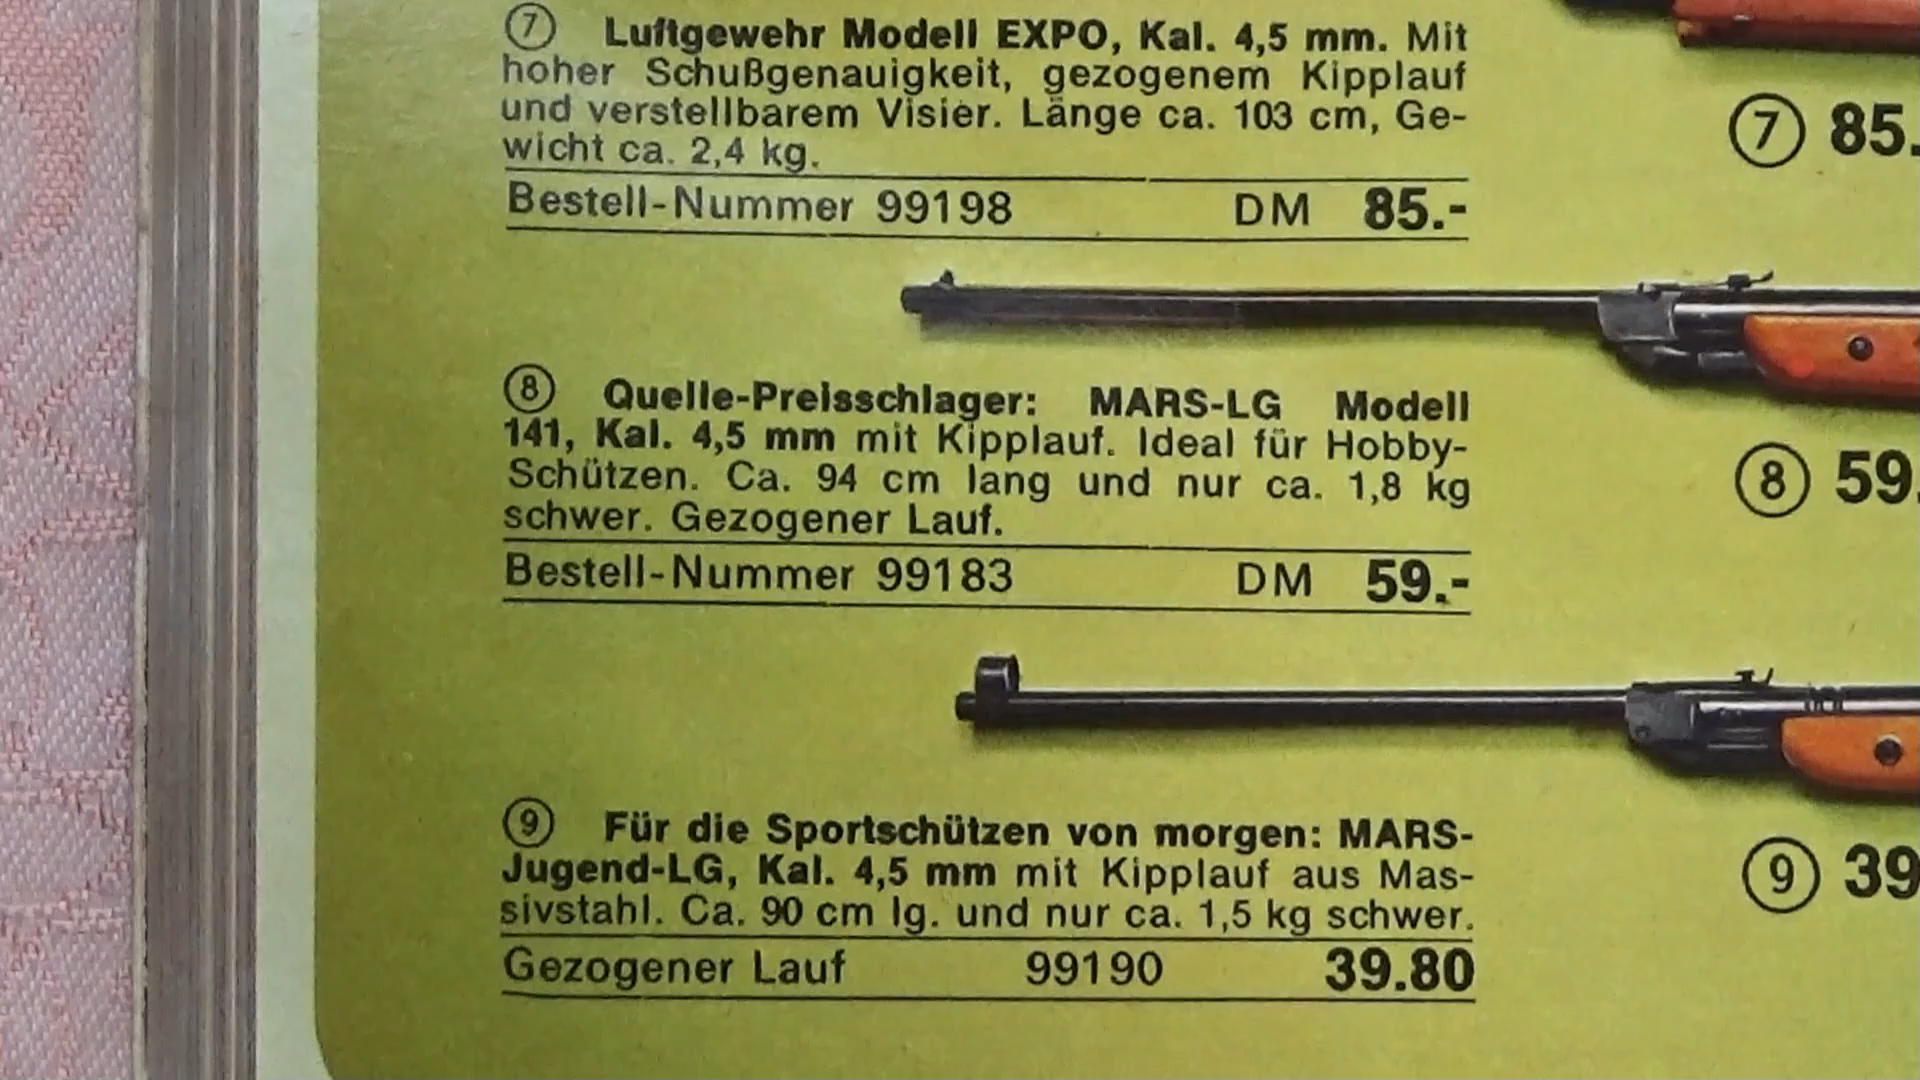 ⑦ Luftgewehr Modell EXPO, Kal. 4,5 mm. Mit
hoher Schußgenauigkeit, gezogenem Kipplauf
und verstellbarem Visier. Länge ca. 103 cm, Ge-
wicht ca. 2,4 kg.
Bestell-Nummer 99198 DM 85.-
⑦ 85.
⑧ Quelle-Preisschlager: MARS-LG Modell
141, Kal. 4,5 mm mit Kipplauf. Ideal für Hobby-
Schützen. Ca. 94 cm lang und nur ca. 1,8 kg
schwer. Gezogener Lauf.
Bestell-Nummer 99183 DM 59.-
⑧ 59.
⑨ Für die Sportschützen von morgen: MARS-
Jugend-LG, Kal. 4,5 mm mit Kipplauf aus Mas-
sivstahl. Ca. 90 cm lg. und nur ca. 1,5 kg schwer.
Gezogener Lauf 99190 39.80
⑨ 39